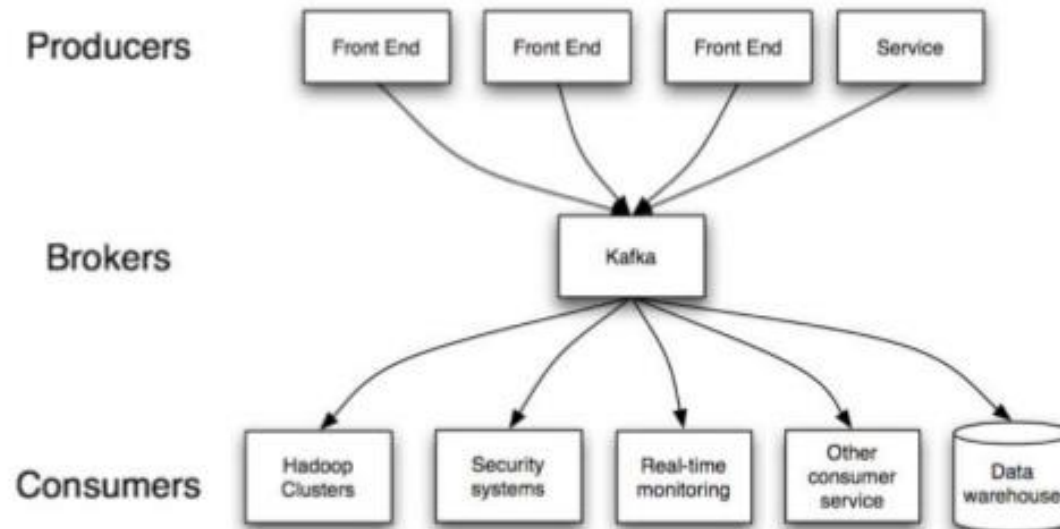 Producers
Front End
Front End
Front End
Service
Brokers
Kafka
Consumers
Hadoop
Clusters
Security
systems
Real-time
monitoring
Other
consumer
service
Data
warehouse